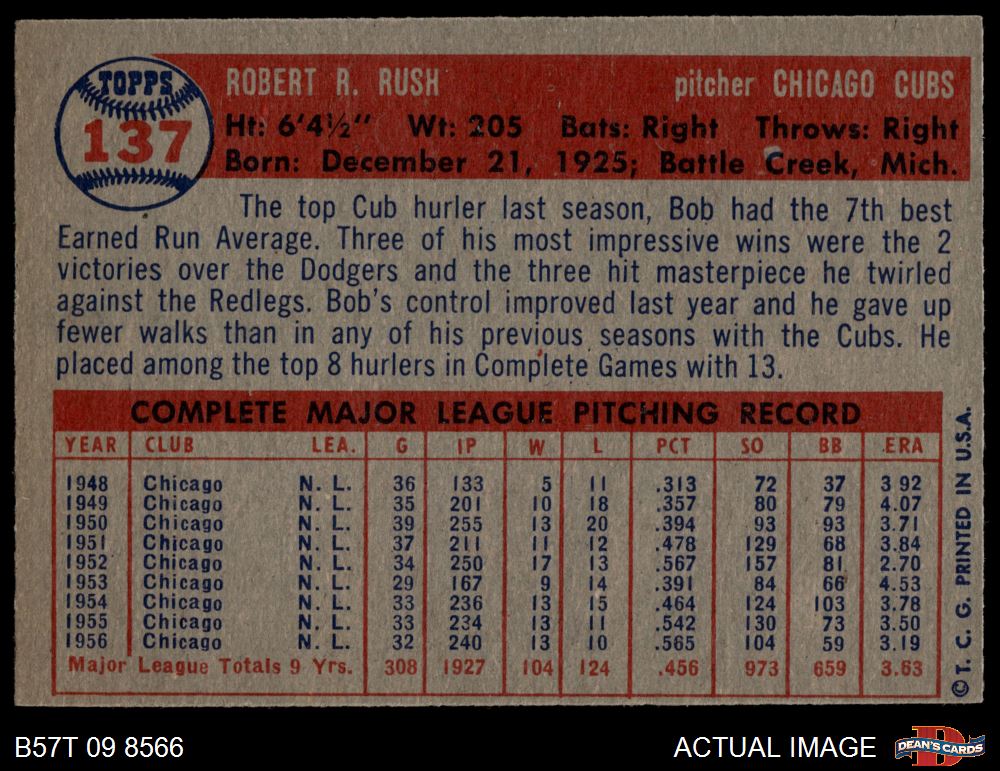 TOPPS
137
ROBERT R. RUSH pitcher CHICAGO CUBS
Ht: 6'4½" Wt: 205 Bats: Right Throws: Right
Born: December 21, 1925; Battle Creek, Mich.
The top Cub hurler last season, Bob had the 7th best
Earned Run Average. Three of his most impressive wins were the 2
victories over the Dodgers and the three hit masterpiece he twirled
against the Redlegs. Bob's control improved last year and he gave up
fewer walks than in any of his previous seasons with the Cubs. He
placed among the top 8 hurlers in Complete Games with 13.
COMPLETE MAJOR LEAGUE PITCHING RECORD
YEAR CLUB LEA. G IP W L PCT SO BB ERA
1948 Chicago N. L. 36 133 5 11 .313 72 37 3 92
1949 Chicago N. L. 35 201 10 18 .357 80 79 4.07
1950 Chicago N. L. 39 255 13 20 .394 93 93 3.71
1951 Chicago N. L. 37 211 11 12 .478 129 68 3.84
1952 Chicago N. L. 34 250 17 13 .567 157 81 2.70
1953 Chicago N. L. 29 167 9 14 .391 84 66 4.53
1954 Chicago N. L. 33 236 13 15 .464 124 103 3.78
1955 Chicago N. L. 33 234 13 11 .542 130 73 3.50
1956 Chicago N. L. 32 240 13 10 .565 104 59 3.19
Major League Totals 9 Yrs. 308 1927 104 124 .456 973 659 3.63
© T. C. G. PRINTED IN U.S.A.
B57T 09 8566 ACTUAL IMAGE
DEAN'S CARDS